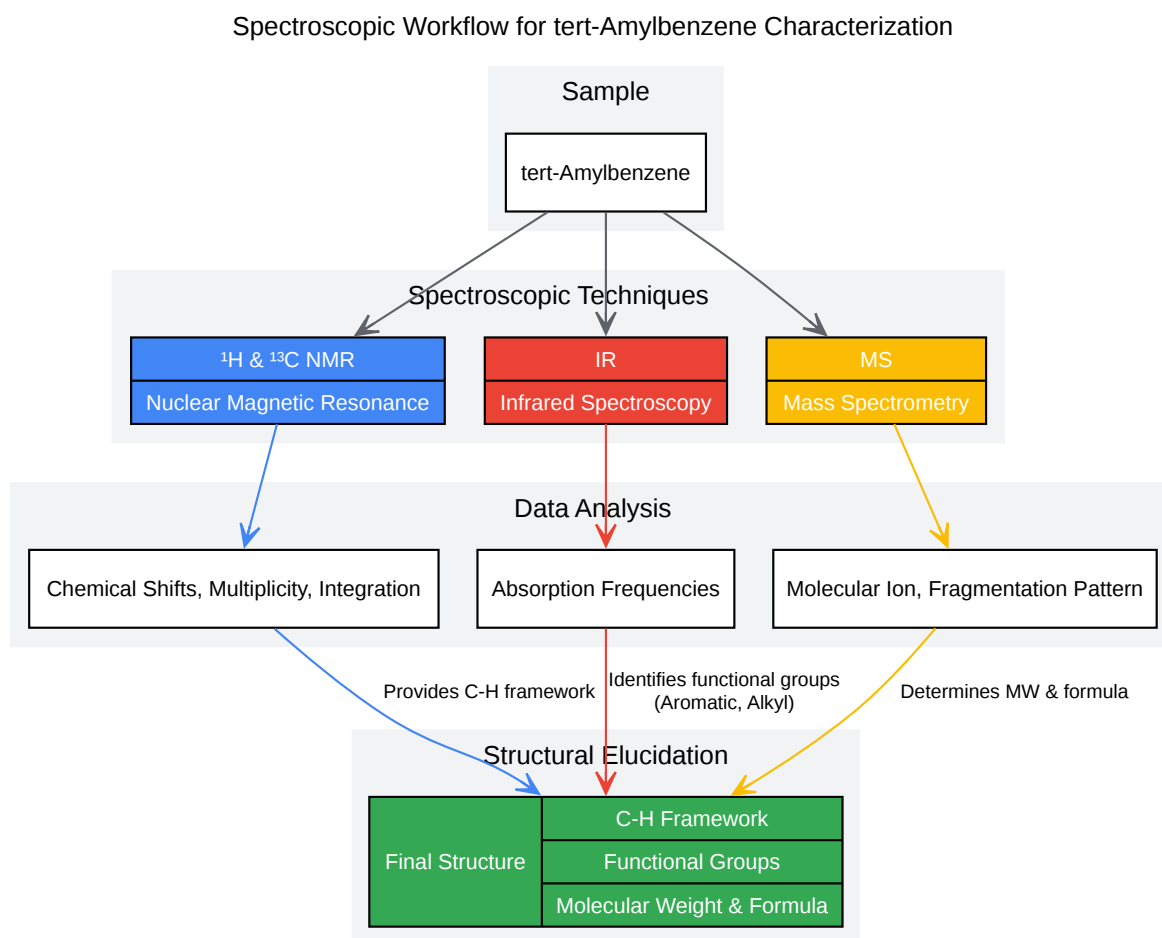 Spectroscopic Workflow for tert-Amylbenzene Characterization
Sample
tert-Amylbenzene
Spectroscopic Techniques
¹H & ¹³C NMR
Nuclear Magnetic Resonance
IR
Infrared Spectroscopy
MS
Mass Spectrometry
Data Analysis
Chemical Shifts, Multiplicity, Integration
Absorption Frequencies
Molecular Ion, Fragmentation Pattern
Provides C-H framework
Identifies functional groups
(Aromatic, Alkyl)
Determines MW & formula
Structural Elucidation
Final Structure
C-H Framework
Functional Groups
Molecular Weight & Formula